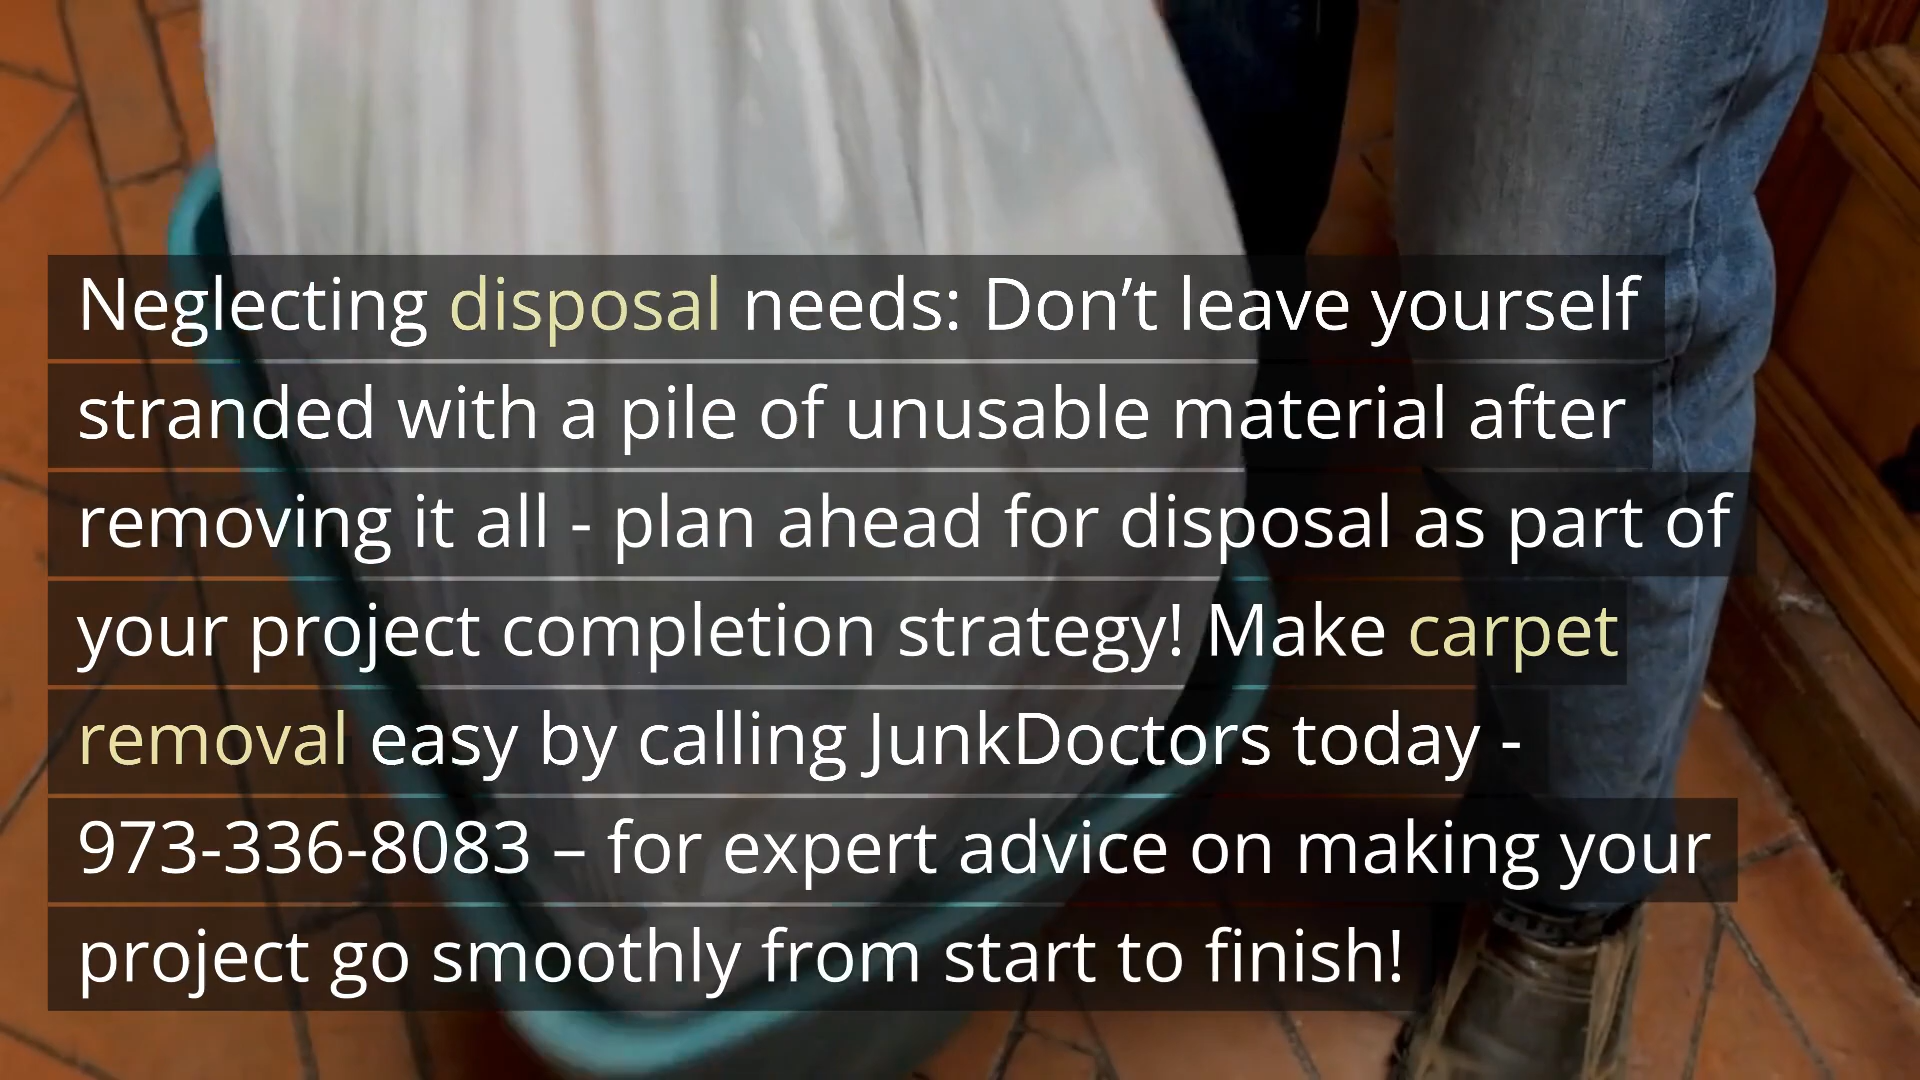 Neglecting disposal needs: Don’t leave yourself
stranded with a pile of unusable material after
removing it all - plan ahead for disposal as part of
your project completion strategy! Make carpet
removal easy by calling JunkDoctors today -
973-336-8083 – for expert advice on making your
project go smoothly from start to finish!